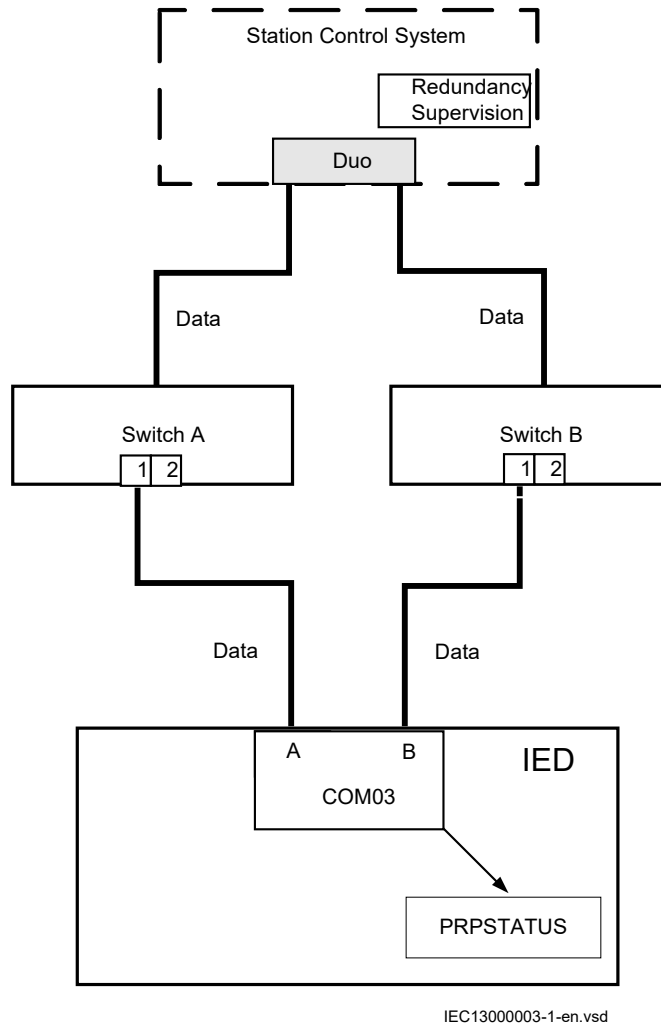 Station Control System
Redundancy
Supervision
Duo
Data
Data
Switch A
Switch B
1 2
1 2
Data
Data
A
B
IED
COM03
PRPSTATUS
IEC13000003-1-en.vsd